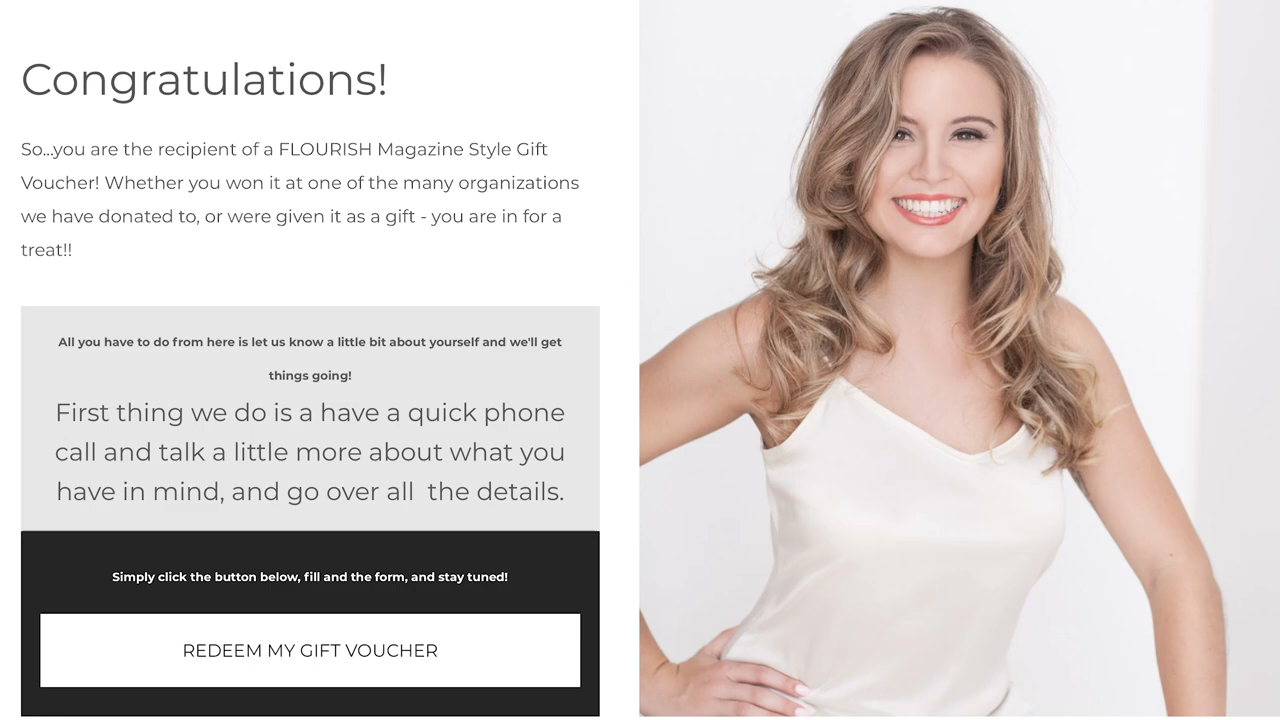 Congratulations!
So...you are the recipient of a FLOURISH Magazine Style Gift
Voucher! Whether you won it at one of the many organizations
we have donated to, or were given it as a gift - you are in for a
treat!!
All you have to do from here is let us know a little bit about yourself and we'll get
things going!
First thing we do is a have a quick phone
call and talk a little more about what you
have in mind, and go over all  the details.
Simply click the button below, fill and the form, and stay tuned!
REDEEM MY GIFT VOUCHER